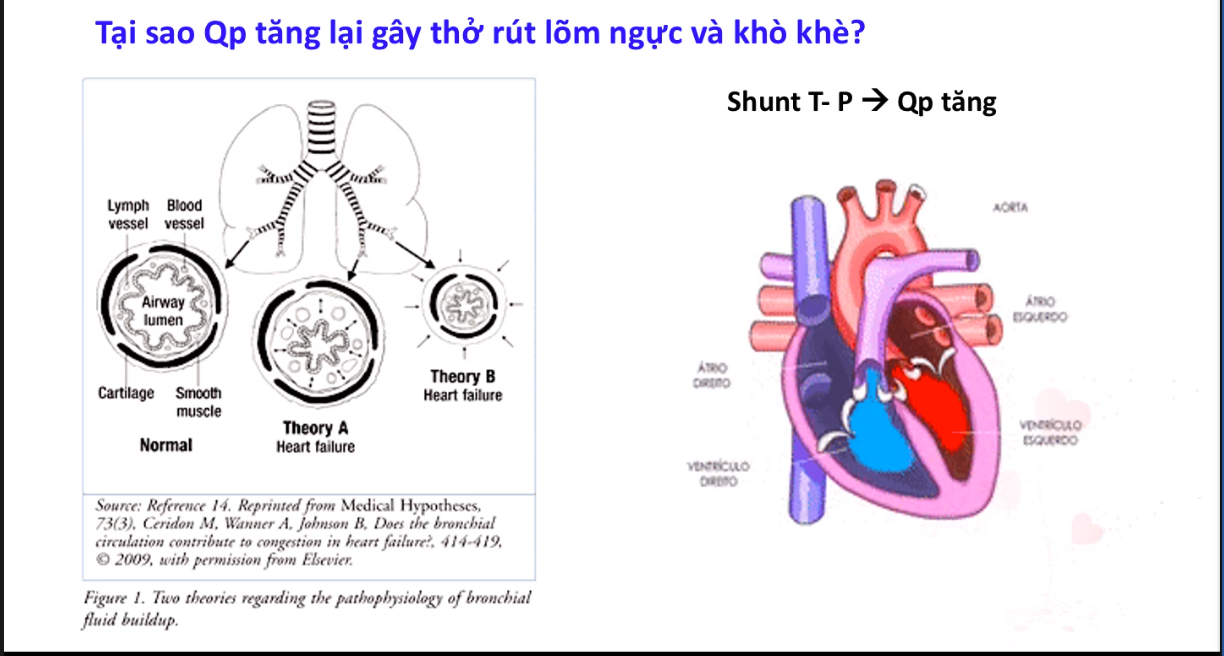 Tại sao Qp tăng lại gây thở rút lõm ngực và khò khè?
Lymph
vessel
Blood
vessel
Airway
lumen
Cartilage
Smooth
muscle
Normal
Theory A
Heart failure
Theory B
Heart failure
Source: Reference 14. Reprinted from Medical Hypotheses,
73(3), Ceridon M, Wanner A, Johnson B, Does the bronchial
circulation contribute to congestion in heart failure?, 414-419,
© 2009, with permission from Elsevier.
Figure 1. Two theories regarding the pathophysiology of bronchial
fluid buildup.
Shunt T- P → Qp tăng
AORTA
ÁTRIO
ESQUERDO
ÁTRIO
DIREITO
VENTRÍCULO
ESQUERDO
VENTRÍCULO
DIREITO